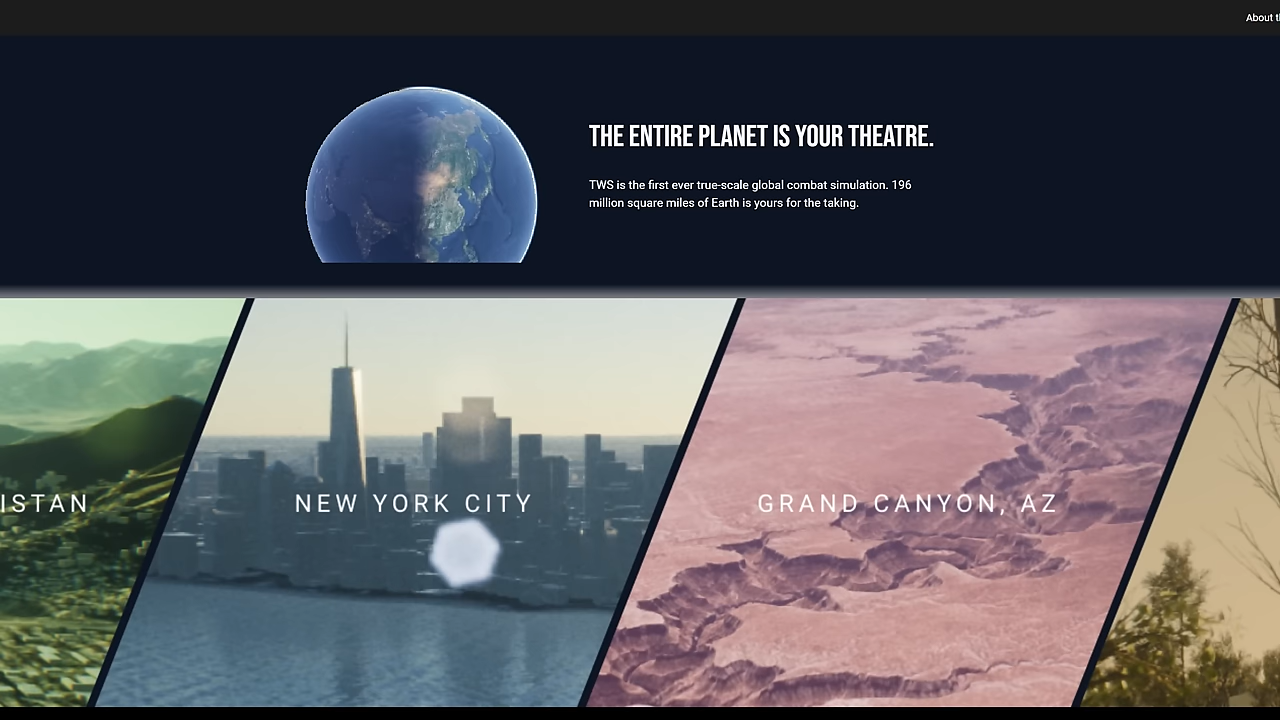 About
THE ENTIRE PLANET IS YOUR THEATRE.
TWS is the first ever true-scale global combat simulation. 196
million square miles of Earth is yours for the taking.
ISTAN
NEW YORK CITY
GRAND CANYON, AZ